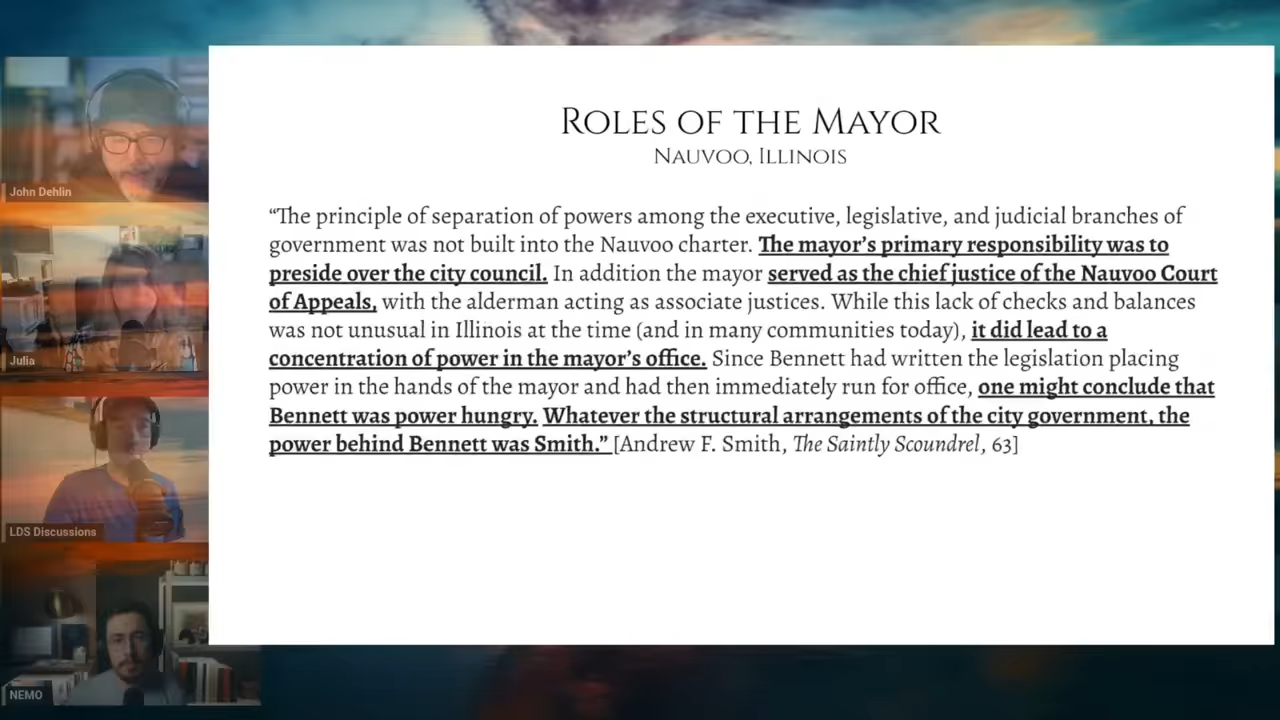 ROLES OF THE MAYOR
NAUVOO, ILLINOIS
“The principle of separation of powers among the executive, legislative, and judicial branches of
government was not built into the Nauvoo charter. The mayor’s primary responsibility was to
preside over the city council. In addition the mayor served as the chief justice of the Nauvoo Court
of Appeals, with the alderman acting as associate justices. While this lack of checks and balances
was not unusual in Illinois at the time (and in many communities today), it did lead to a
concentration of power in the mayor’s office. Since Bennett had written the legislation placing
power in the hands of the mayor and had then immediately run for office, one might conclude that
Bennett was power hungry. Whatever the structural arrangements of the city government, the
power behind Bennett was Smith.” [Andrew F. Smith, The Saintly Scoundrel, 63]
John Dehlin
Julia
LDS Discussions
NEMO